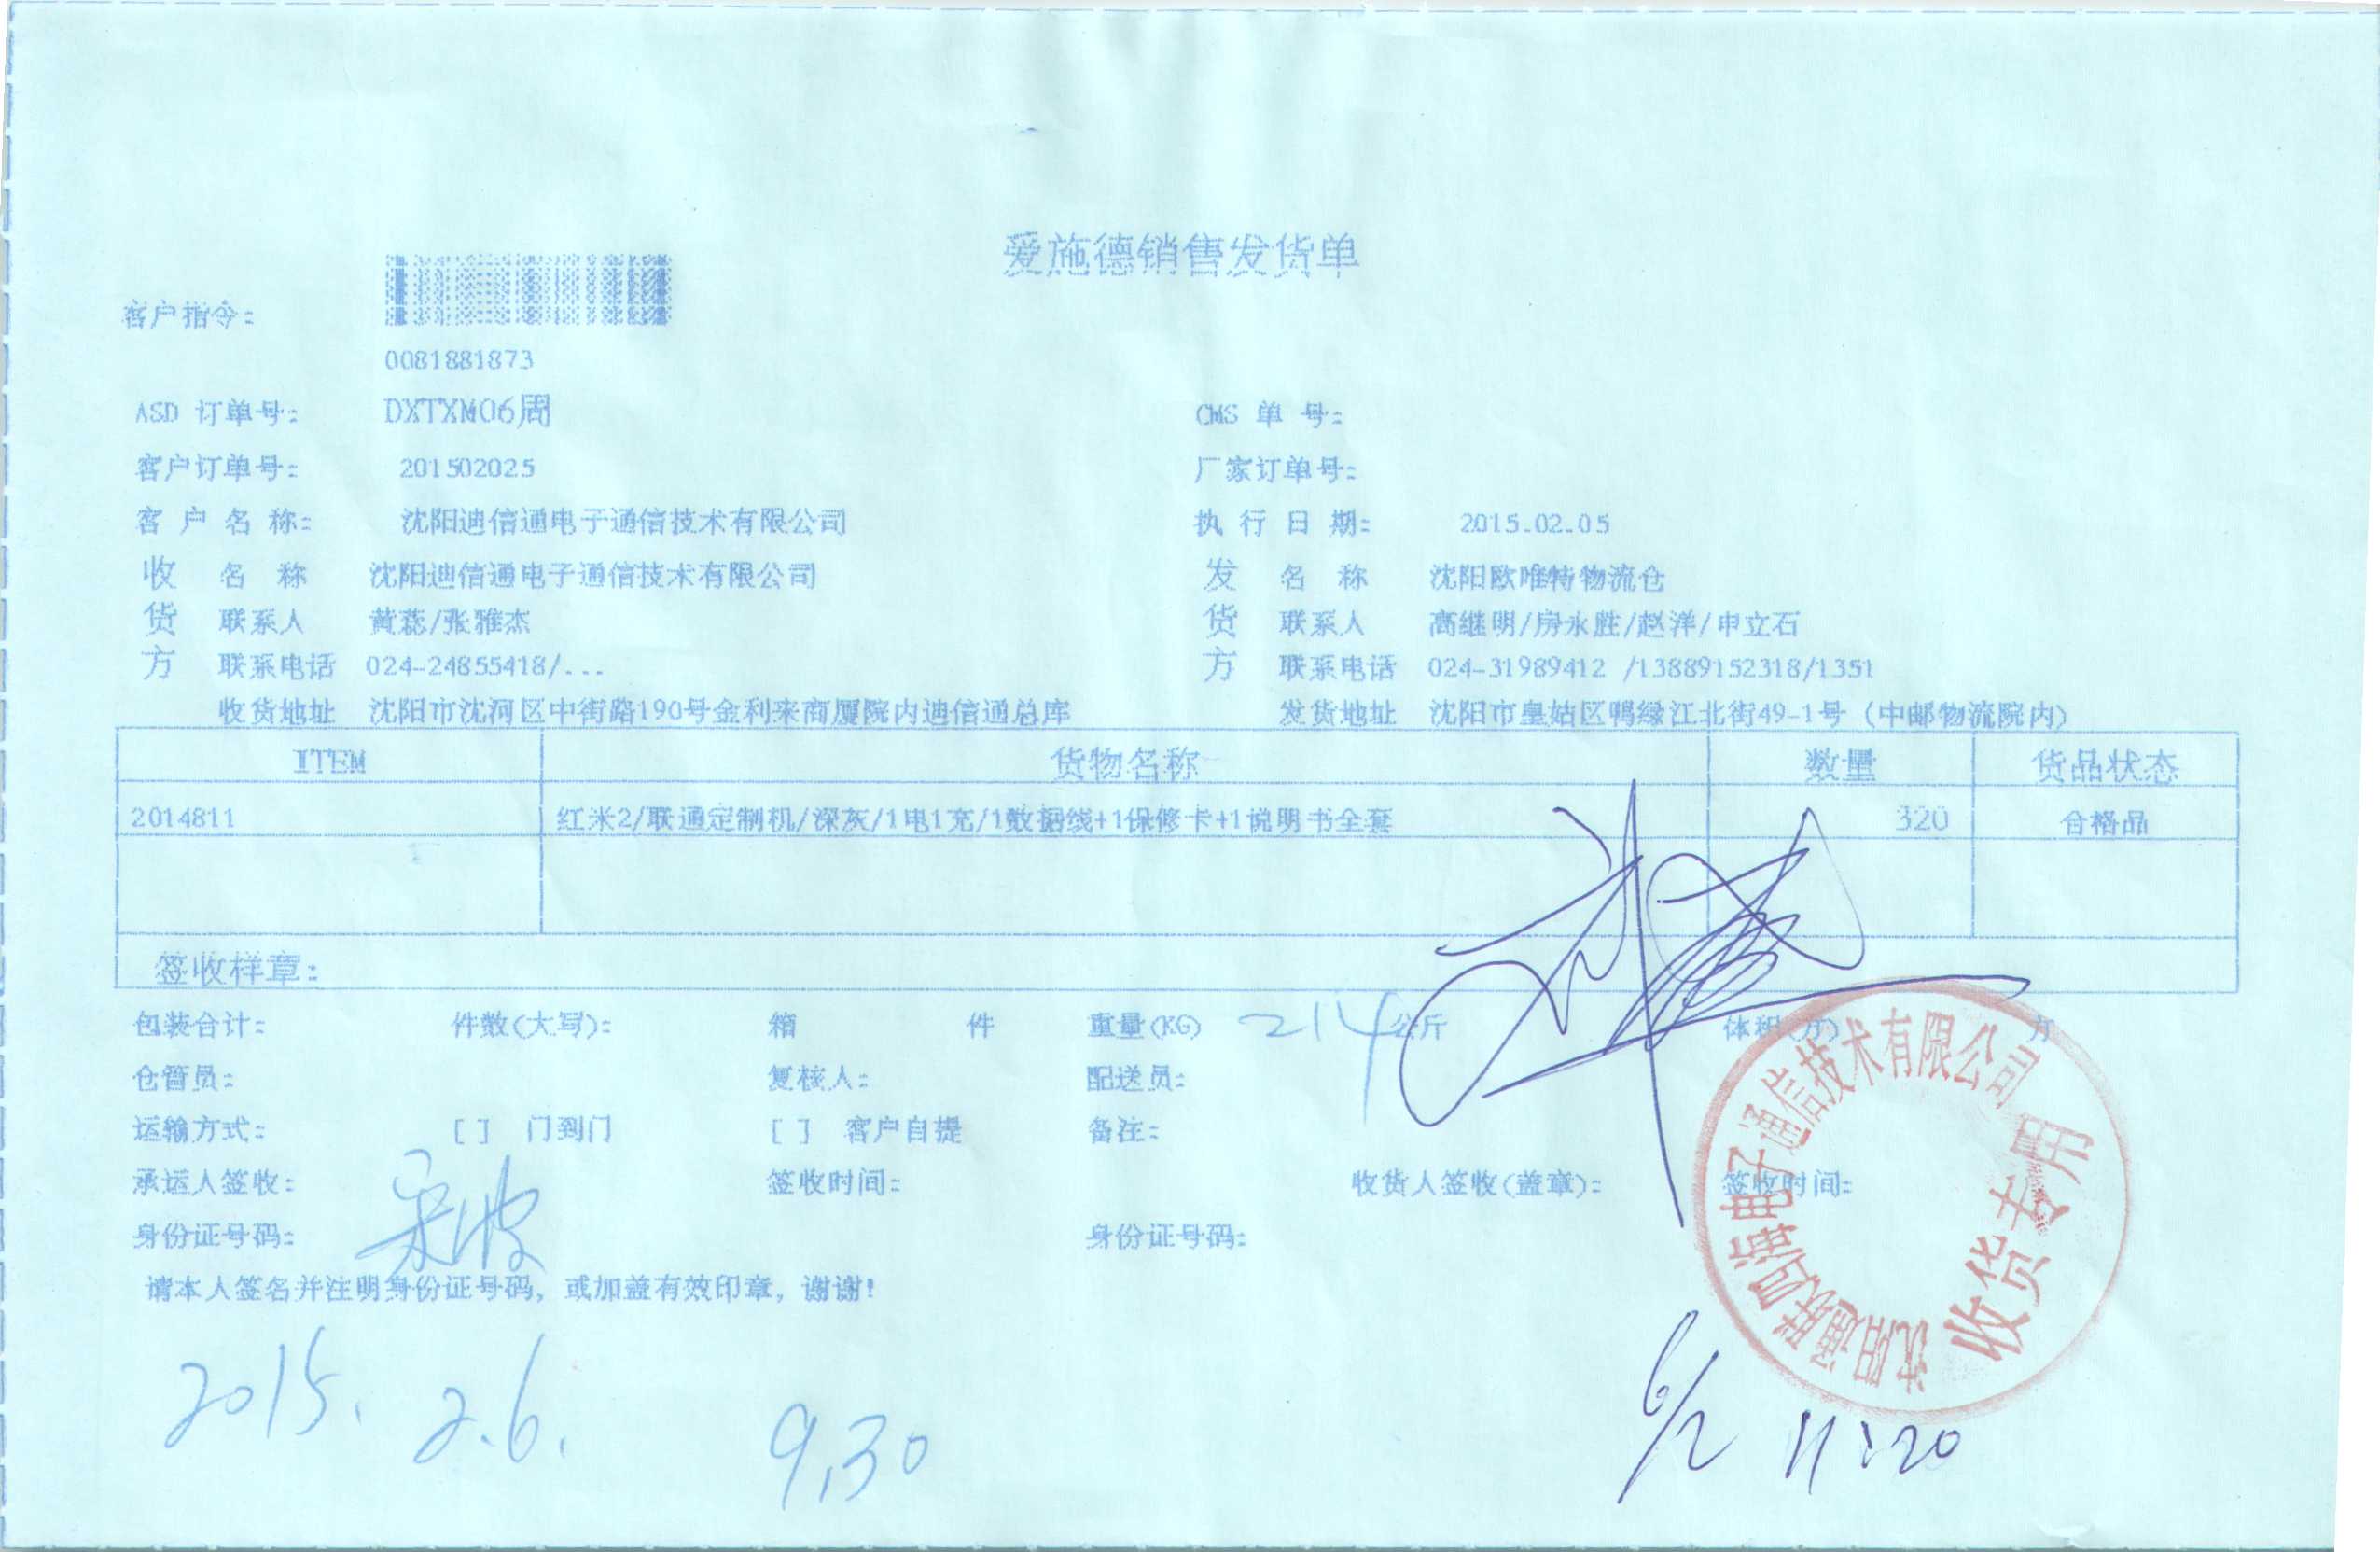 爱施德销售发货单
客户指令:
0081881873
ASD 订单号: DXTXM06周 CMS 单 号:
客户订单号: 201502025 厂家订单号:
客 户 名 称: 沈阳迪信通电子通信技术有限公司 执 行 日 期: 2015.02.05
收 名 称 沈阳迪信通电子通信技术有限公司 发 名 称 沈阳欧唯特物流仓
货 联系人 黄蕊/张雅杰 货 联系人 高继明/房永胜/赵洋/申立石
方 联系电话 024-24855418/... 方 联系电话 024-31989412 /13889152318/1351
收货地址 沈阳市沈河区中街路190号金利来商厦院内迪信通总库 发货地址 沈阳市皇姑区鸭绿江北街49-1号 (中邮物流院内)
ITEM 货物名称 数量 货品状态
2014811 红米2/联通定制机/深灰/1电1充/1数据线+1保修卡+1说明书全套 320 合格品
签收样章:
包装合计: 件数(大写): 箱 件 重量(KG) 214 公斤 体积(方) 方
仓管员: 复核人: 配送员:
运输方式: [ ] 门到门 [ ] 客户自提 备注:
承运人签收: 签收时间: 收货人签收(盖章): 签收时间:
身份证号码: 身份证号码:
请本人签名并注明身份证号码, 或加盖有效印章, 谢谢!
沈阳通联四海电子通信技术有限公司
收货专用
2015. 2.6. 9,30
6/2 11:20